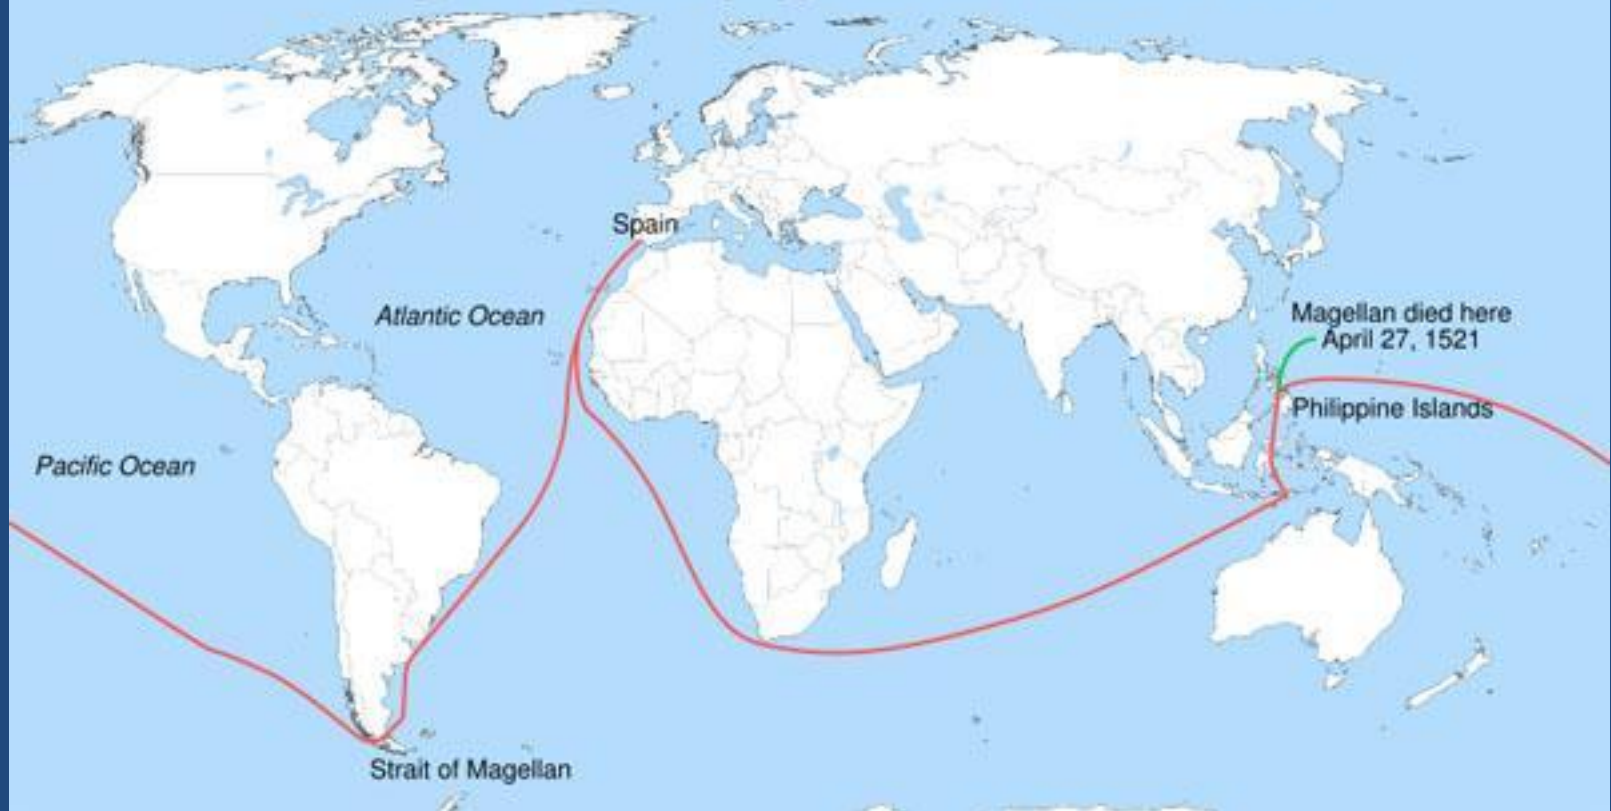 Spain
Atlantic Ocean
Magellan died here
April 27, 1521
Philippine Islands
Pacific Ocean
Strait of Magellan